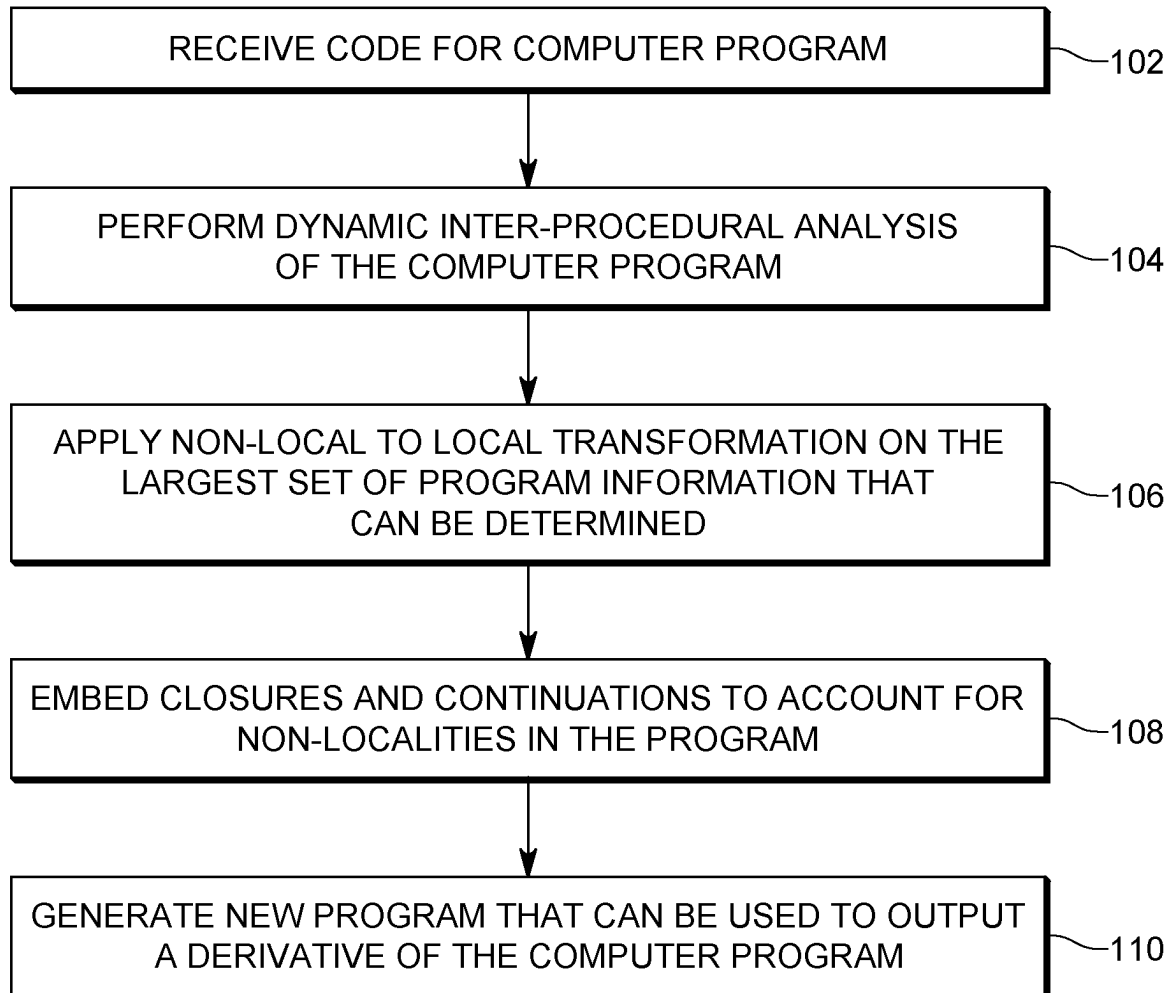 RECEIVE CODE FOR COMPUTER PROGRAM
102
PERFORM DYNAMIC INTER-PROCEDURAL ANALYSIS
OF THE COMPUTER PROGRAM
104
APPLY NON-LOCAL TO LOCAL TRANSFORMATION ON THE
LARGEST SET OF PROGRAM INFORMATION THAT
CAN BE DETERMINED
106
EMBED CLOSURES AND CONTINUATIONS TO ACCOUNT FOR
NON-LOCALITIES IN THE PROGRAM
108
GENERATE NEW PROGRAM THAT CAN BE USED TO OUTPUT
A DERIVATIVE OF THE COMPUTER PROGRAM
110